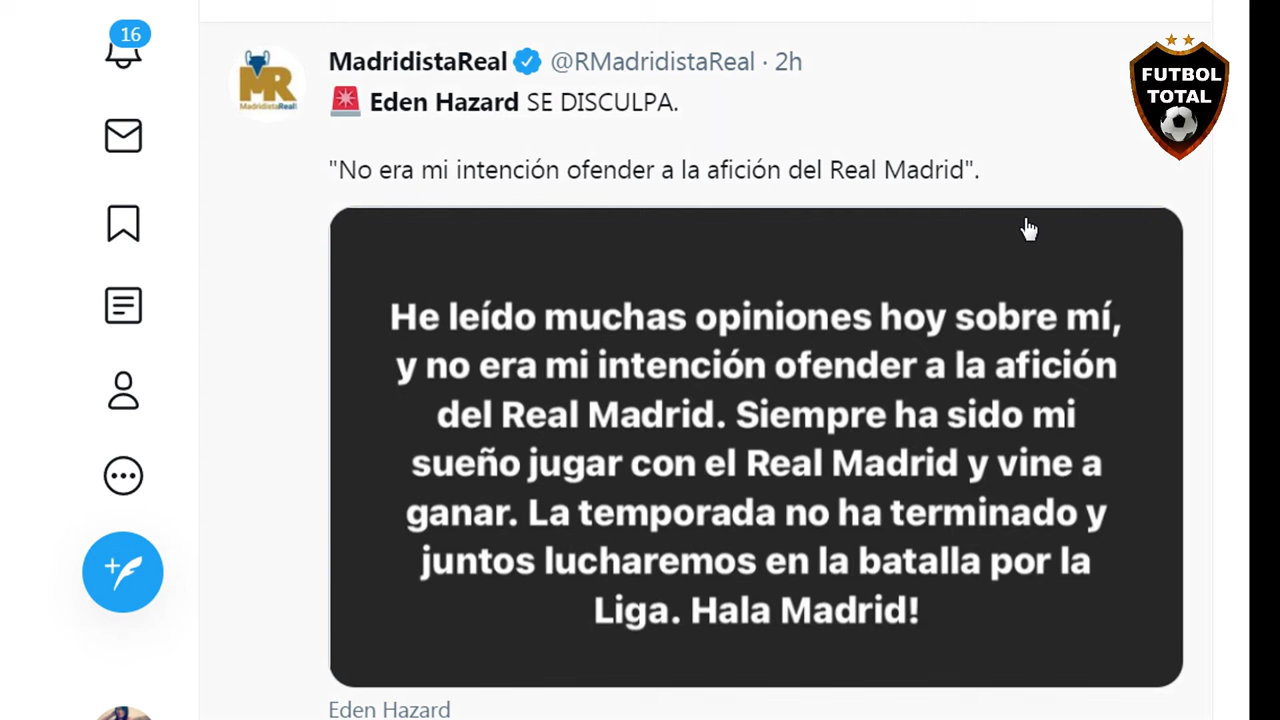 16
MadridistaReal @RMadridistaReal · 2h
Eden Hazard SE DISCULPA.
"No era mi intención ofender a la afición del Real Madrid".
He leído muchas opiniones hoy sobre mí,
y no era mi intención ofender a la afición
del Real Madrid. Siempre ha sido mi
sueño jugar con el Real Madrid y vine a
ganar. La temporada no ha terminado y
juntos lucharemos en la batalla por la
Liga. Hala Madrid!
Eden Hazard
MR
MadridistaReal
FUTBOL
TOTAL